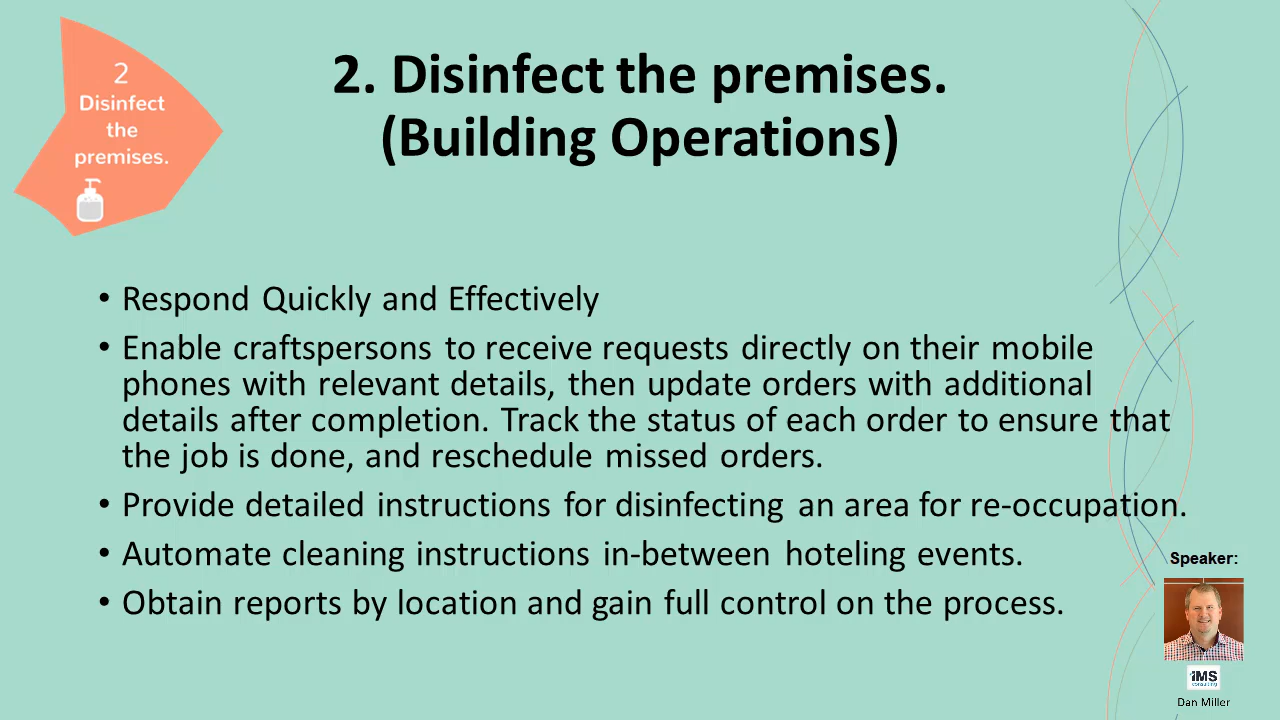 2
Disinfect
the
premises.
2. Disinfect the premises.
(Building Operations)
• Respond Quickly and Effectively
• Enable craftspersons to receive requests directly on their mobile
phones with relevant details, then update orders with additional
details after completion. Track the status of each order to ensure that
the job is done, and reschedule missed orders.
• Provide detailed instructions for disinfecting an area for re-occupation.
• Automate cleaning instructions in-between hoteling events.
• Obtain reports by location and gain full control on the process.
Speaker:
iMS
consulting
Dan Miller